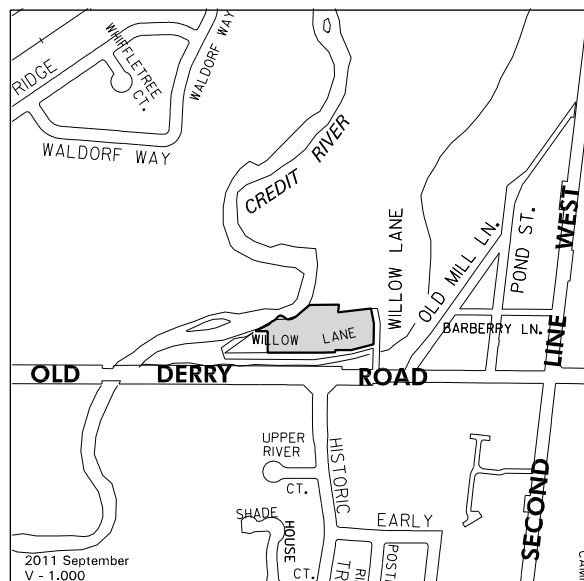 RIDGE
WHIFFLETREE
CT.
WALDORF WAY
WALDORF WAY
CREDIT RIVER
WILLOW LANE
OLD MILL LN.
POND ST.
BARBERRY LN.
WILLOW LANE
OLD DERRY ROAD
SECOND LINE WEST
UPPER
RIVER
CT.
HISTORIC
EARLY
SHADE
HOUSE
CT.
2011 September
V - 1.000